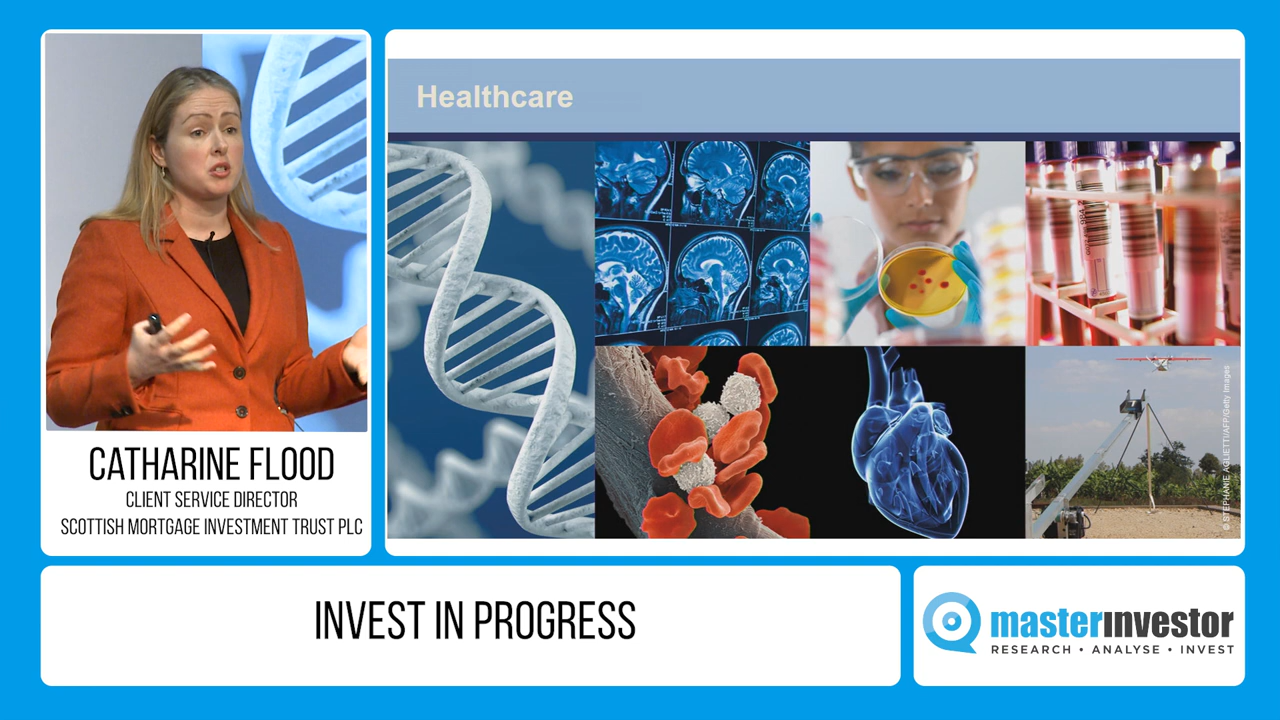 Healthcare
© STEPHANIE AGLIETTI/AFP/Getty Images
CATHARINE FLOOD
CLIENT SERVICE DIRECTOR
SCOTTISH MORTGAGE INVESTMENT TRUST PLC
INVEST IN PROGRESS
masterinvestor
RESEARCH • ANALYSE • INVEST